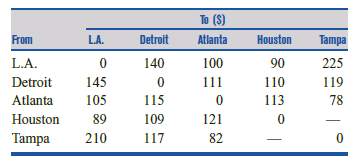 To ($)
From L.A. Detroit Atlanta Houston Tampa
L.A. 0 140 100 90 225
Detroit 145 0 111 110 119
Atlanta 105 115 0 113 78
Houston 89 109 121 0 —
Tampa 210 117 82 — 0